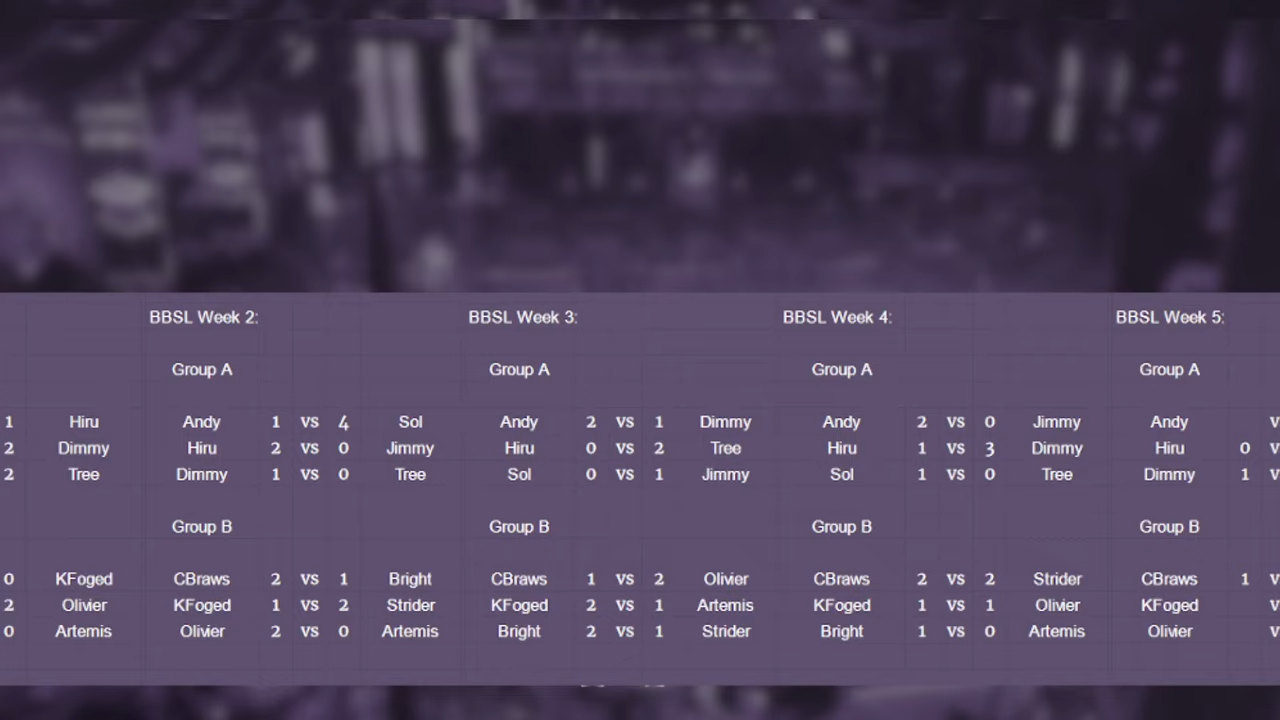 BBSL Week 2: BBSL Week 3: BBSL Week 4: BBSL Week 5:
Group A Group A Group A Group A
1 Hiru Andy 1 vs 4 Sol Andy 2 vs 1 Dimmy Andy 2 vs 0 Jimmy Andy v
2 Dimmy Hiru 2 vs 0 Jimmy Hiru 0 vs 2 Tree Hiru 1 vs 3 Dimmy Hiru 0 v
2 Tree Dimmy 1 vs 0 Tree Sol 0 vs 1 Jimmy Sol 1 vs 0 Tree Dimmy 1 v
Group B Group B Group B Group B
0 KFoged CBraws 2 vs 1 Bright CBraws 1 vs 2 Olivier CBraws 2 vs 2 Strider CBraws 1 v
2 Olivier KFoged 1 vs 2 Strider KFoged 2 vs 1 Artemis KFoged 1 vs 1 Olivier KFoged v
0 Artemis Olivier 2 vs 0 Artemis Bright 2 vs 1 Strider Bright 1 vs 0 Artemis Olivier v